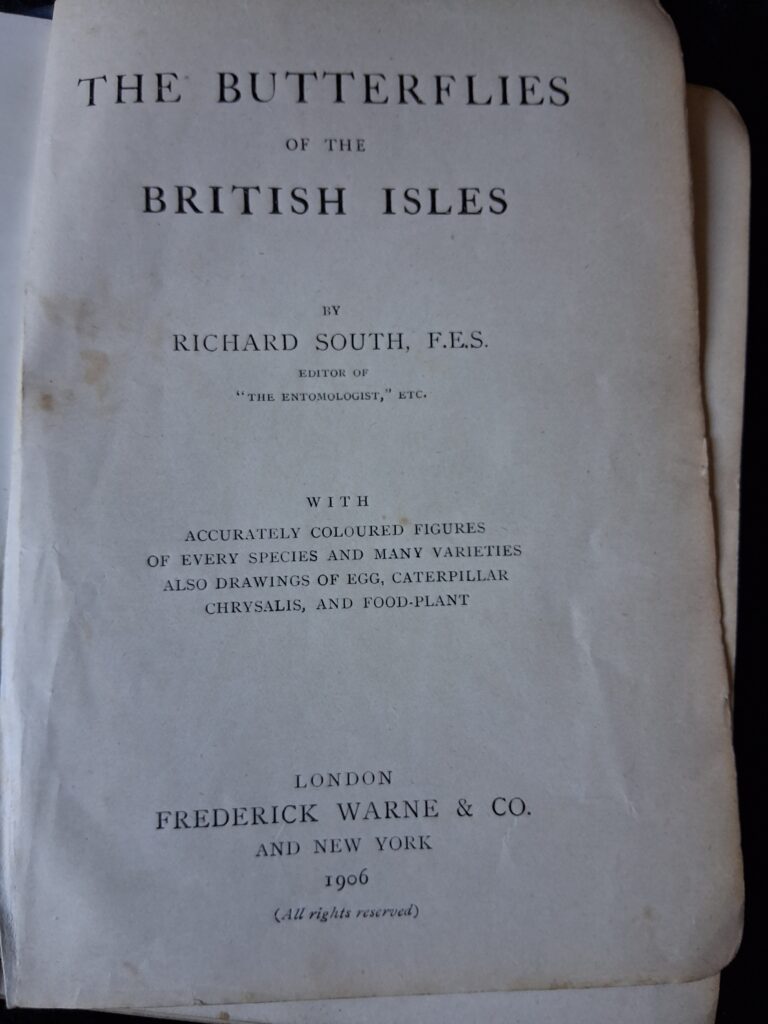 THE BUTTERFLIES
OF THE
BRITISH ISLES
BY
RICHARD SOUTH, F.E.S.
EDITOR OF
"THE ENTOMOLOGIST," ETC.
WITH
ACCURATELY COLOURED FIGURES
OF EVERY SPECIES AND MANY VARIETIES
ALSO DRAWINGS OF EGG, CATERPILLAR
CHRYSALIS, AND FOOD-PLANT
LONDON
FREDERICK WARNE & CO.
AND NEW YORK
1906
(All rights reserved)